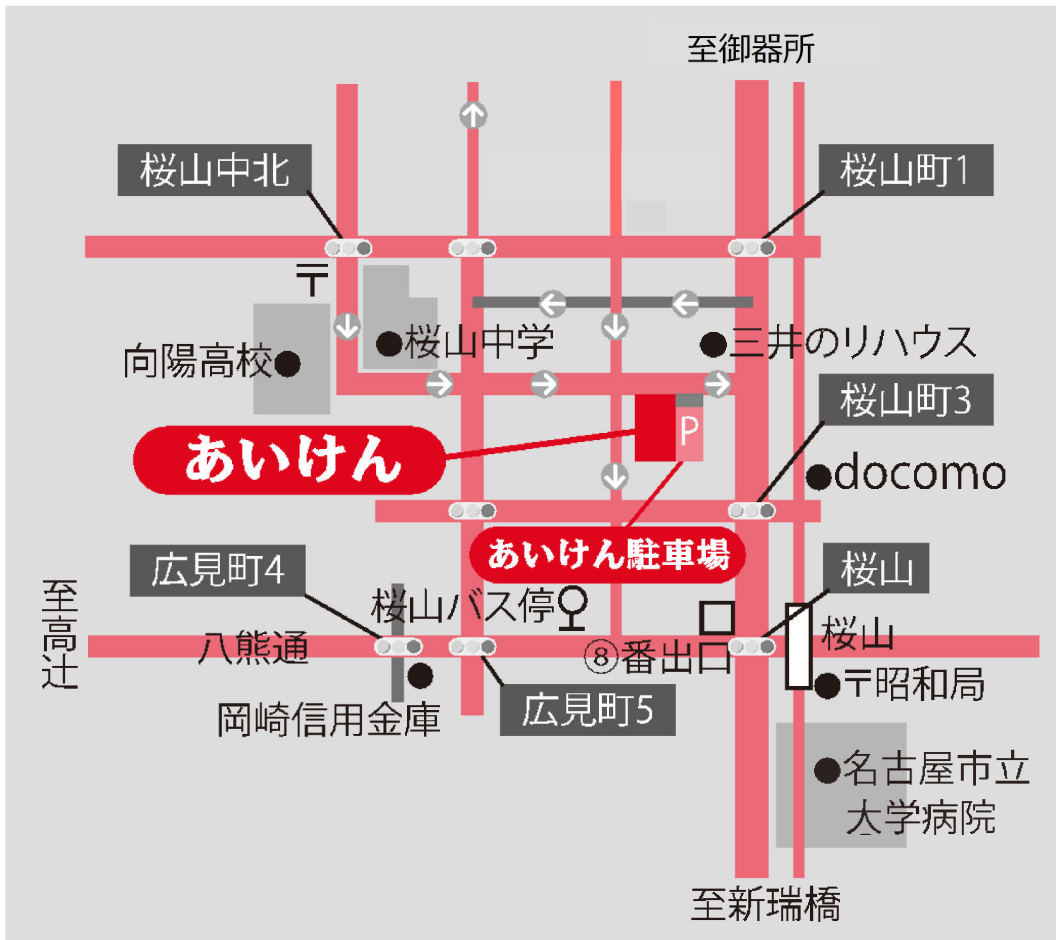 至御器所
桜山中北
桜山町1
〒
向陽高校
桜山中学
三井のリハウス
桜山町3
あいけん
P
docomo
あいけん駐車場
広見町4
桜山
至高辻
桜山バス停
八熊通
⑧番出口
桜山
岡崎信用金庫
広見町5
〒昭和局
名古屋市立
大学病院
至新瑞橋